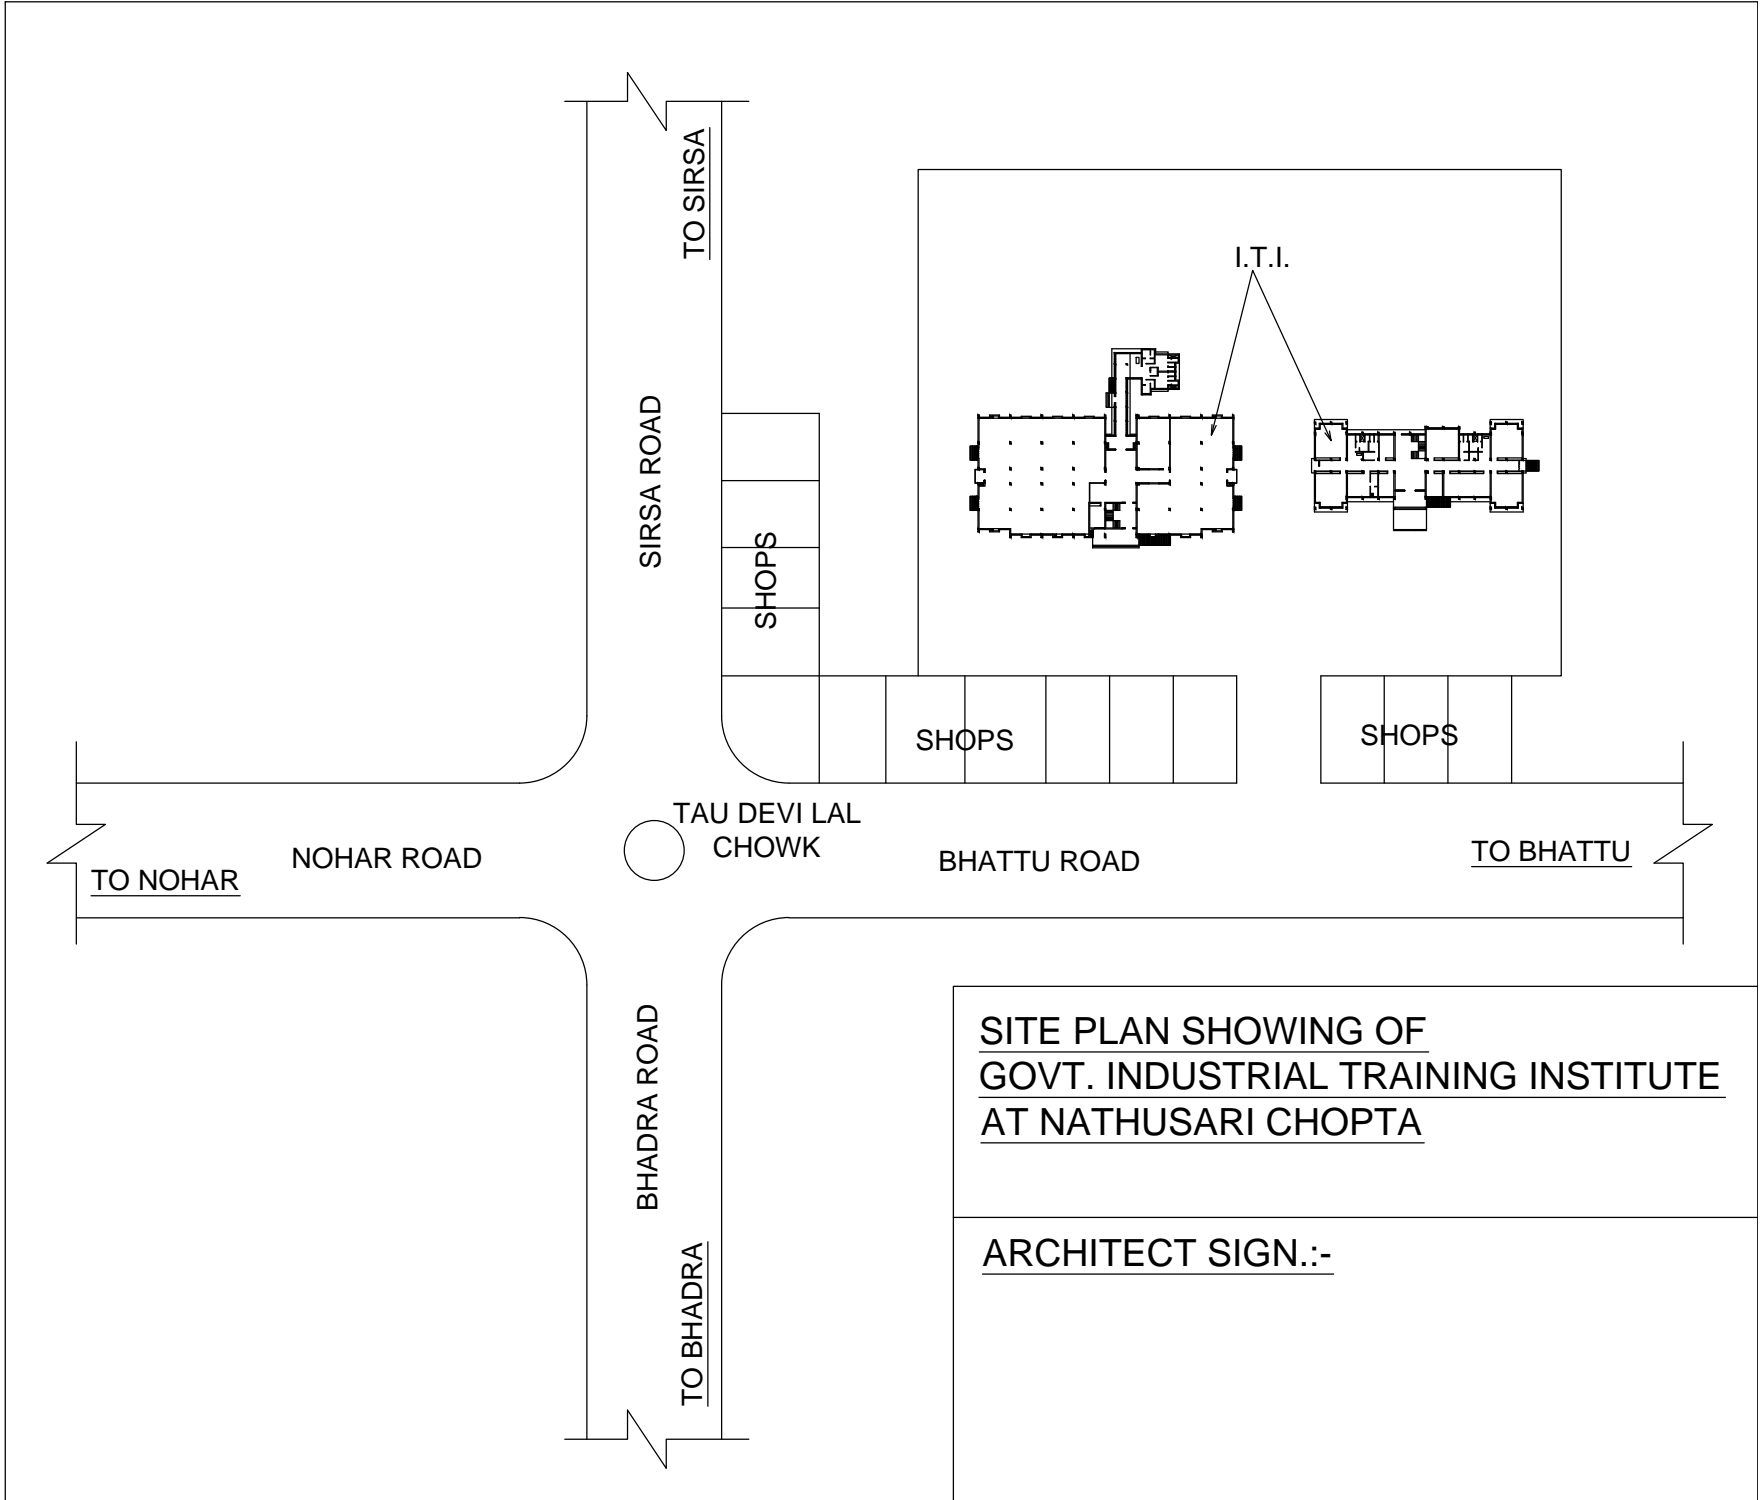 TO SIRSA
I.T.I.
SIRSA ROAD
SHOPS
SHOPS
SHOPS
TAU DEVI LAL
CHOWK
NOHAR ROAD
TO NOHAR
BHATTU ROAD
TO BHATTU
BHADRA ROAD
TO BHADRA
SITE PLAN SHOWING OF
GOVT. INDUSTRIAL TRAINING INSTITUTE
AT NATHUSARI CHOPTA
ARCHITECT SIGN.:-